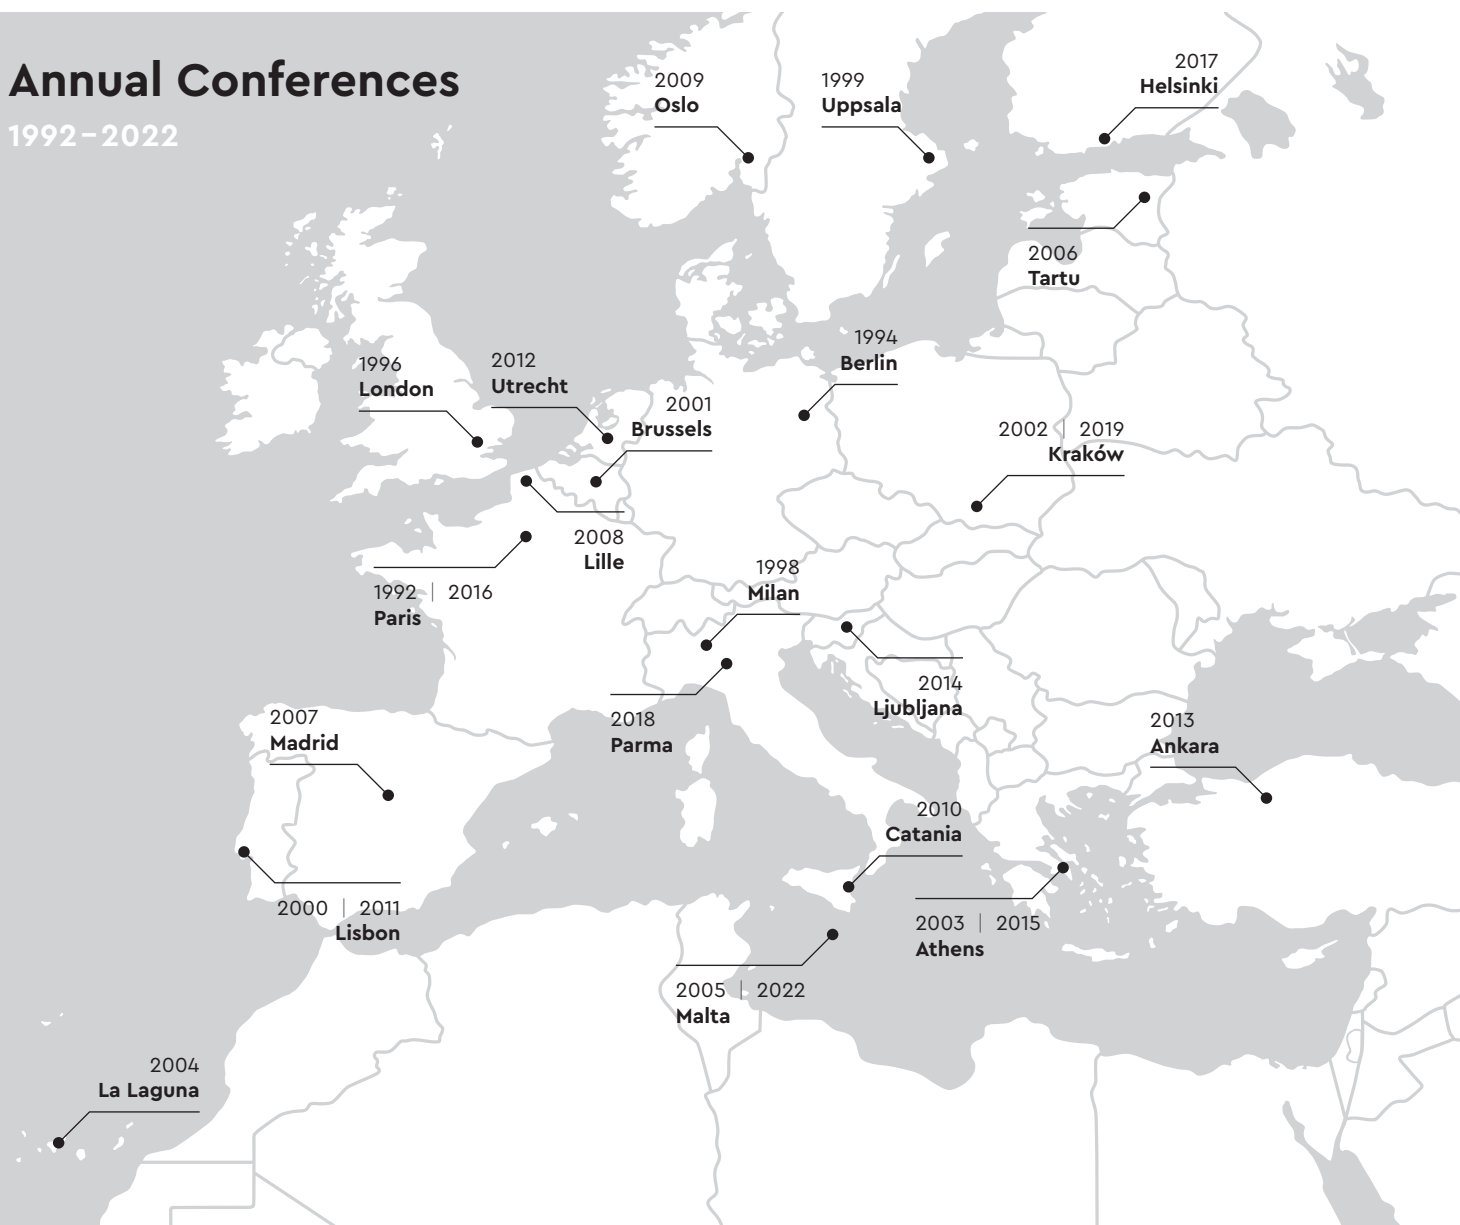 Annual Conferences
1992–2022
2009
Oslo
1999
Uppsala
2017
Helsinki
2006
Tartu
1994
Berlin
1996
London
2012
Utrecht
2001
Brussels
2002 | 2019
Kraków
2008
Lille
1992 | 2016
Paris
1998
Milan
2014
Ljubljana
2018
Parma
2007
Madrid
2013
Ankara
2010
Catania
2000 | 2011
Lisbon
2003 | 2015
Athens
2005 | 2022
Malta
2004
La Laguna